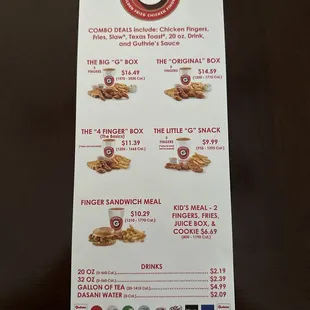 COMBO DEALS include: Chicken Fingers,
Fries, Slaw*, Texas Toast*, 20 oz. Drink,
and Guthrie's Sauce
THE BIG "G" BOX
FINGERS
$16.49
THE "ORIGINAL" BOX
FINGERS
$14.59
THE "4 FINGER" BOX
(The Basics)
$11.39
THE LITTLE "G" SNACK
FINGERS
$9.99
FINGER SANDWICH MEAL
$10.29
KID'S MEAL - 2
FINGERS, FRIES,
JUICE BOX, &
COOKIE $6.69
DRINKS
20 OZ $2.19
32 OZ $2.39
GALLON OF TEA $4.99
DASANI WATER $2.09